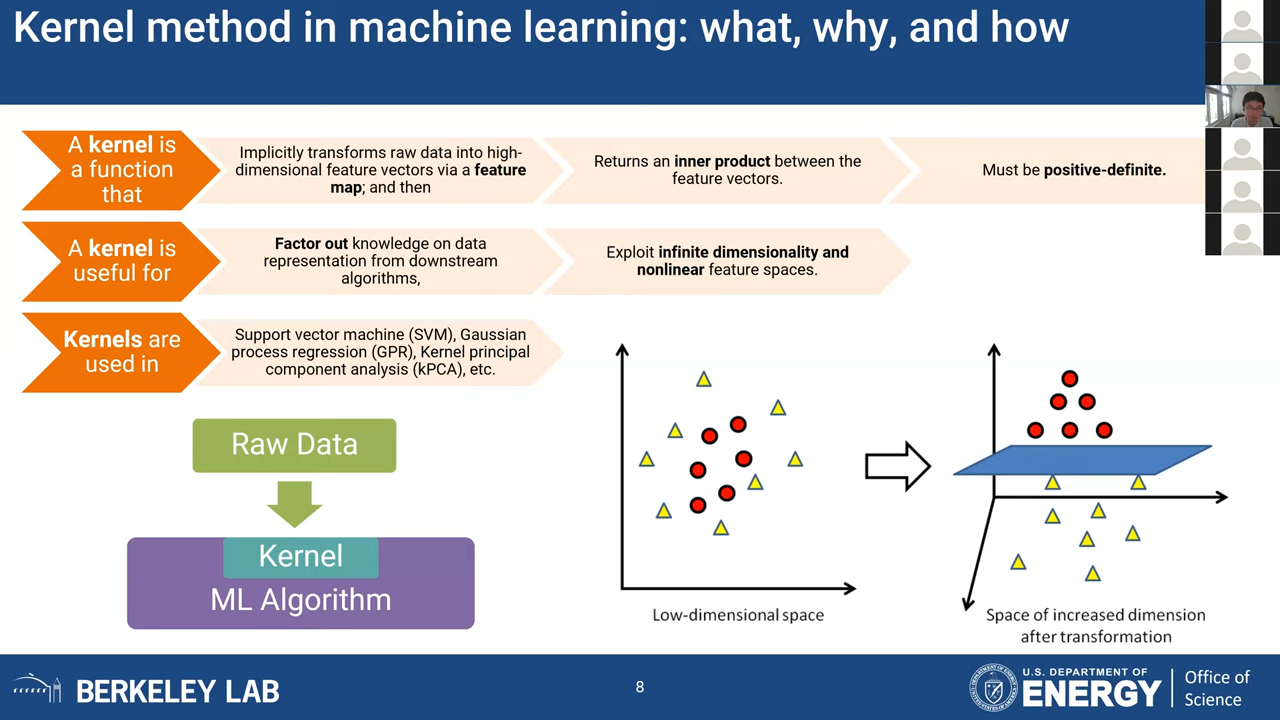 Kernel method in machine learning: what, why, and how
A kernel is
a function
that
Implicitly transforms raw data into high-
dimensional feature vectors via a feature
map; and then
Returns an inner product between the
feature vectors.
Must be positive-definite.
A kernel is
useful for
Factor out knowledge on data
representation from downstream
algorithms,
Exploit infinite dimensionality and
nonlinear feature spaces.
Kernels are
used in
Support vector machine (SVM), Gaussian
process regression (GPR), Kernel principal
component analysis (kPCA), etc.
Raw Data
Kernel
ML Algorithm
Low-dimensional space
Space of increased dimension
after transformation
BERKELEY LAB
8
U.S. DEPARTMENT OF
ENERGY
Office of
Science